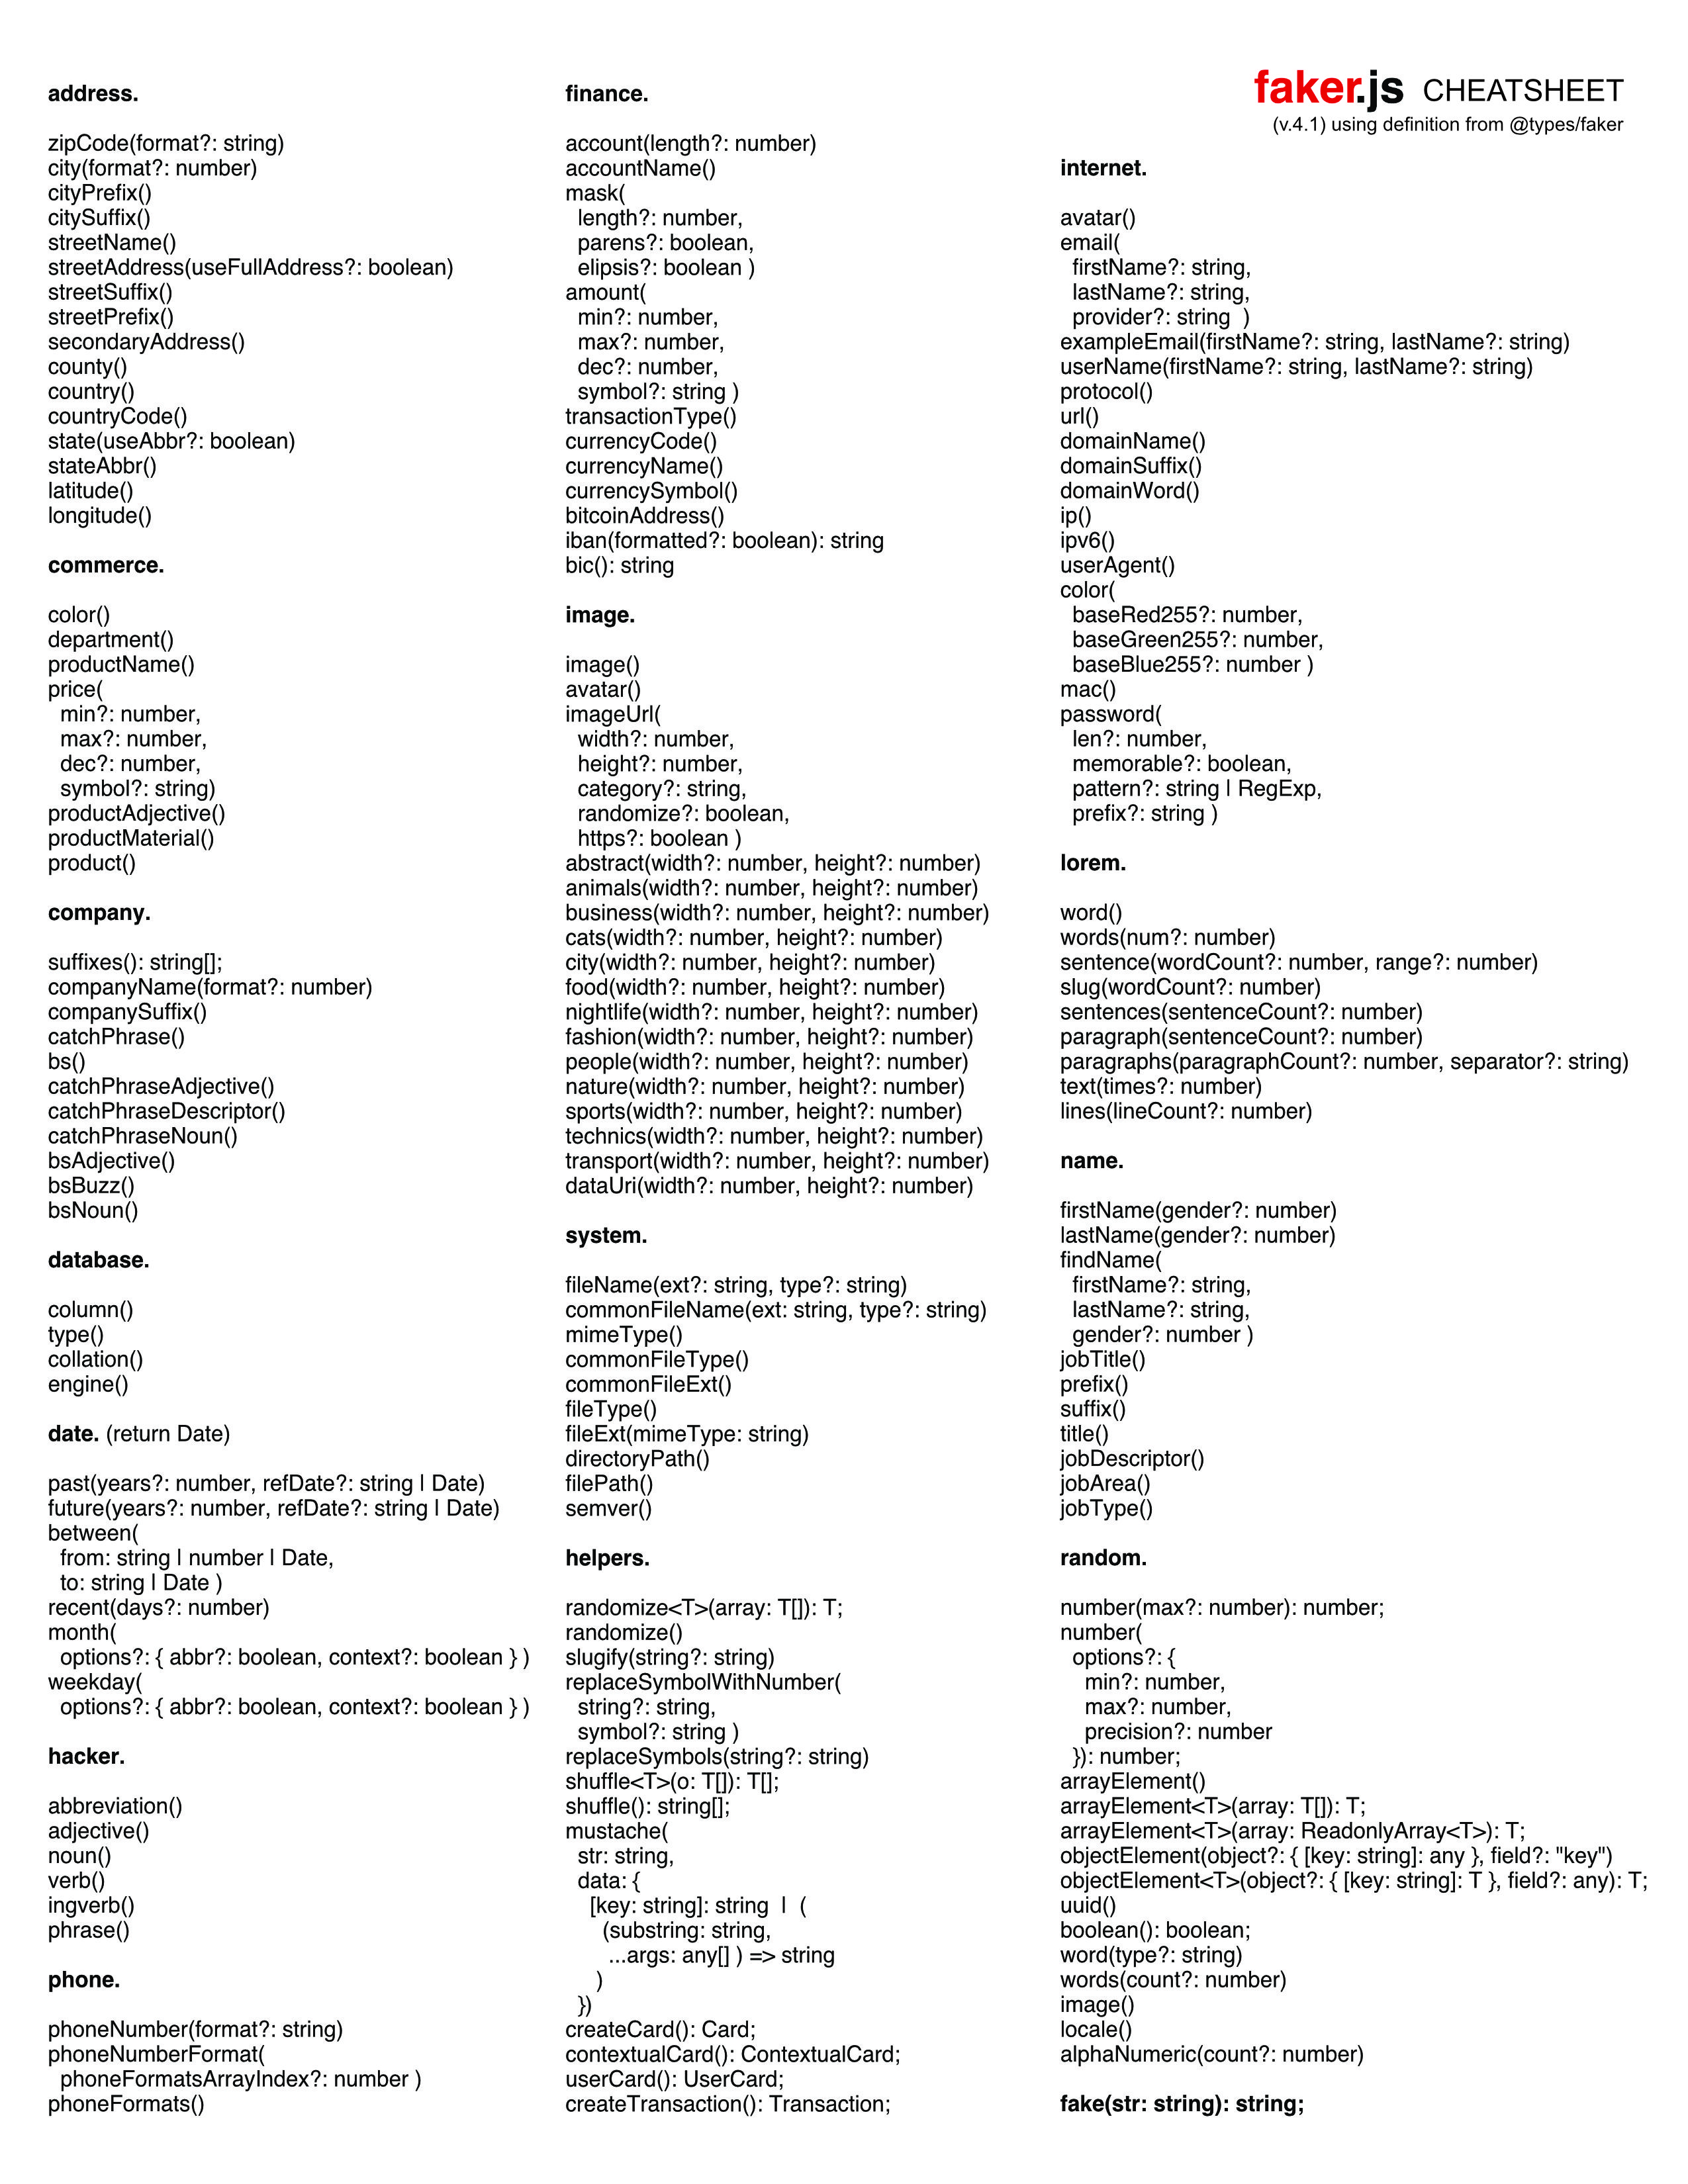 address.
zipCode(format?: string)
city(format?: number)
cityPrefix()
citySuffix()
streetName()
streetAddress(useFullAddress?: boolean)
streetSuffix()
streetPrefix()
secondaryAddress()
county()
country()
countryCode()
state(useAbbr?: boolean)
stateAbbr()
latitude()
longitude()
commerce.
color()
department()
productName()
price(
min?: number,
max?: number,
dec?: number,
symbol?: string)
productAdjective()
productMaterial()
product()
company.
suffixes(): string[];
companyName(format?: number)
companySuffix()
catchPhrase()
bs()
catchPhraseAdjective()
catchPhraseDescriptor()
catchPhraseNoun()
bsAdjective()
bsBuzz()
bsNoun()
database.
column()
type()
collation()
engine()
date. (return Date)
past(years?: number, refDate?: string | Date)
future(years?: number, refDate?: string | Date)
between(
from: string | number | Date,
to: string | Date )
recent(days?: number)
month(
options?: { abbr?: boolean, context?: boolean } )
weekday(
options?: { abbr?: boolean, context?: boolean } )
hacker.
abbreviation()
adjective()
noun()
verb()
ingverb()
phrase()
phone.
phoneNumber(format?: string)
phoneNumberFormat(
phoneFormatsArrayIndex?: number )
phoneFormats()
finance.
account(length?: number)
accountName()
mask(
length?: number,
parens?: boolean,
elipsis?: boolean )
amount(
min?: number,
max?: number,
dec?: number,
symbol?: string )
transactionType()
currencyCode()
currencyName()
currencySymbol()
bitcoinAddress()
iban(formatted?: boolean): string
bic(): string
image.
image()
avatar()
imageUrl(
width?: number,
height?: number,
category?: string,
randomize?: boolean,
https?: boolean )
abstract(width?: number, height?: number)
animals(width?: number, height?: number)
business(width?: number, height?: number)
cats(width?: number, height?: number)
city(width?: number, height?: number)
food(width?: number, height?: number)
nightlife(width?: number, height?: number)
fashion(width?: number, height?: number)
people(width?: number, height?: number)
nature(width?: number, height?: number)
sports(width?: number, height?: number)
technics(width?: number, height?: number)
transport(width?: number, height?: number)
dataUri(width?: number, height?: number)
system.
fileName(ext?: string, type?: string)
commonFileName(ext: string, type?: string)
mimeType()
commonFileType()
commonFileExt()
fileType()
fileExt(mimeType: string)
directoryPath()
filePath()
semver()
helpers.
randomize<T>(array: T[]): T;
randomize()
slugify(string?: string)
replaceSymbolWithNumber(
string?: string,
symbol?: string )
replaceSymbols(string?: string)
shuffle<T>(o: T[]): T[];
shuffle(): string[];
mustache(
str: string,
data: {
[key: string]: string | (
(substring: string,
...args: any[] ) => string
)
})
createCard(): Card;
contextualCard(): ContextualCard;
userCard(): UserCard;
createTransaction(): Transaction;
faker.js CHEATSHEET
(v.4.1) using definition from @types/faker
internet.
avatar()
email(
firstName?: string,
lastName?: string,
provider?: string )
exampleEmail(firstName?: string, lastName?: string)
userName(firstName?: string, lastName?: string)
protocol()
url()
domainName()
domainSuffix()
domainWord()
ip()
ipv6()
userAgent()
color(
baseRed255?: number,
baseGreen255?: number,
baseBlue255?: number )
mac()
password(
len?: number,
memorable?: boolean,
pattern?: string | RegExp,
prefix?: string )
lorem.
word()
words(num?: number)
sentence(wordCount?: number, range?: number)
slug(wordCount?: number)
sentences(sentenceCount?: number)
paragraph(sentenceCount?: number)
paragraphs(paragraphCount?: number, separator?: string)
text(times?: number)
lines(lineCount?: number)
name.
firstName(gender?: number)
lastName(gender?: number)
findName(
firstName?: string,
lastName?: string,
gender?: number )
jobTitle()
prefix()
suffix()
title()
jobDescriptor()
jobArea()
jobType()
random.
number(max?: number): number;
number(
options?: {
min?: number,
max?: number,
precision?: number
}): number;
arrayElement()
arrayElement<T>(array: T[]): T;
arrayElement<T>(array: ReadonlyArray<T>): T;
objectElement(object?: { [key: string]: any }, field?: "key")
objectElement<T>(object?: { [key: string]: T }, field?: any): T;
uuid()
boolean(): boolean;
word(type?: string)
words(count?: number)
image()
locale()
alphaNumeric(count?: number)
fake(str: string): string;